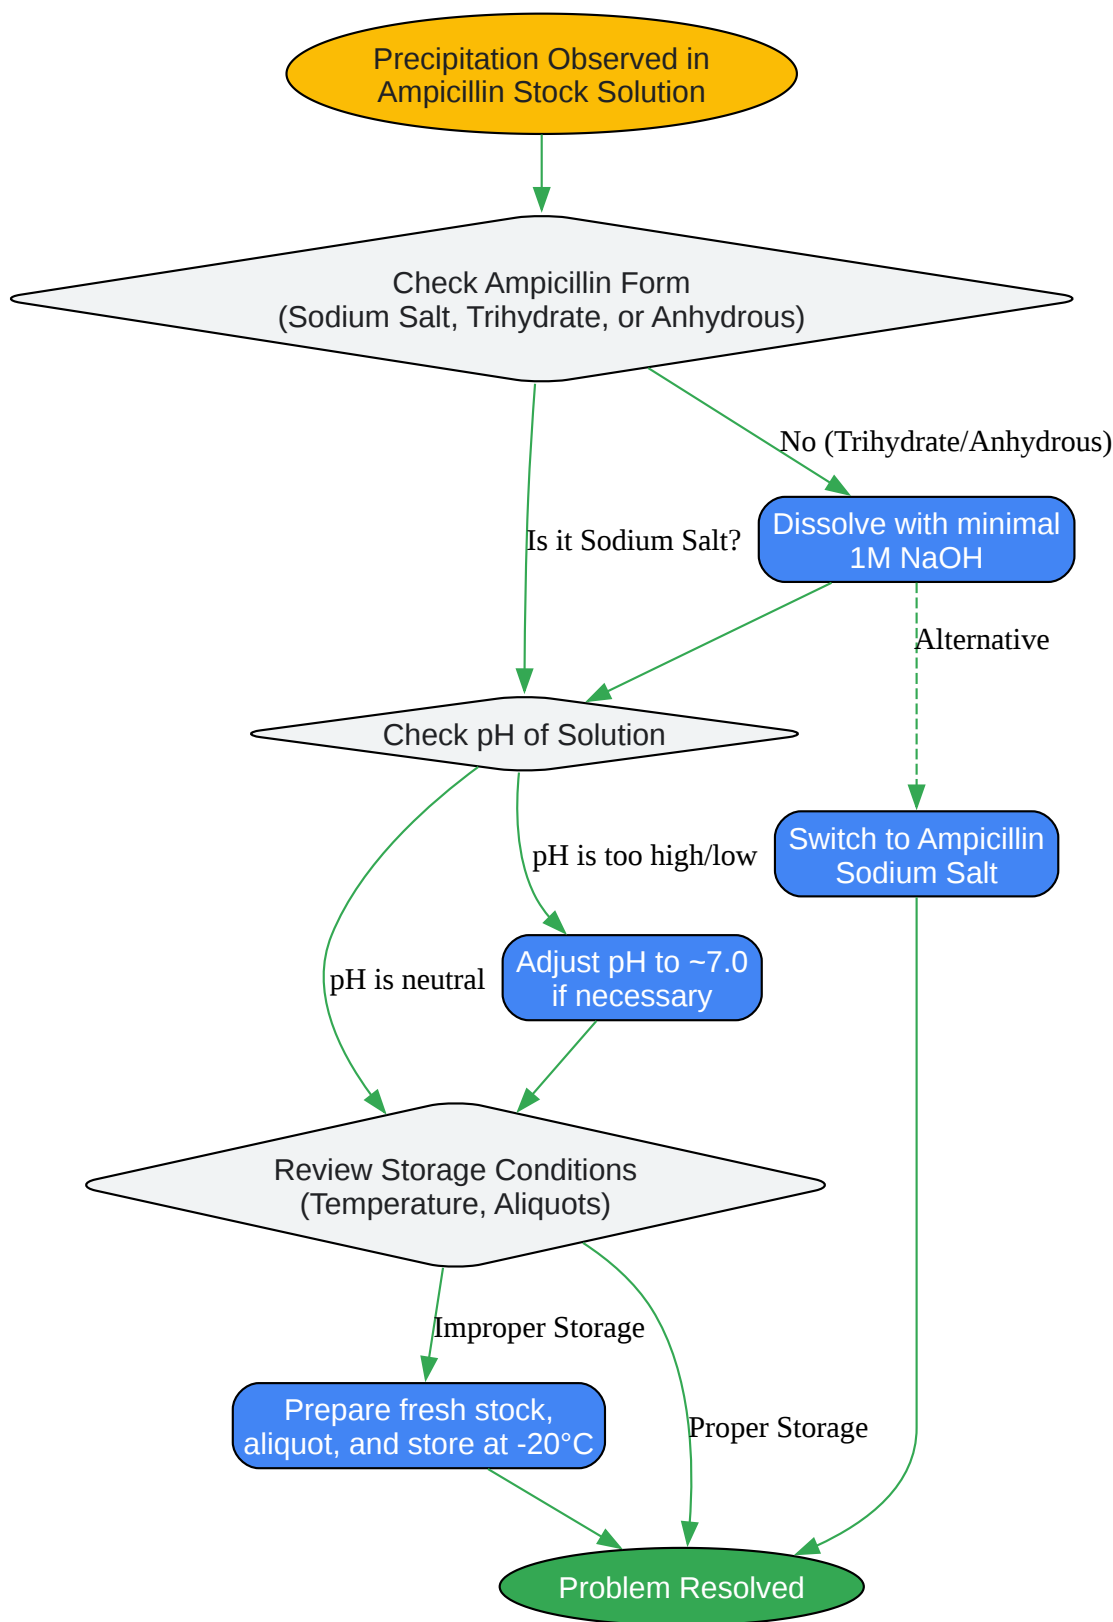 Precipitation Observed in
Ampicillin Stock Solution
Check Ampicillin Form
(Sodium Salt, Trihydrate, or Anhydrous)
No (Trihydrate/Anhydrous)
Is it Sodium Salt?
Dissolve with minimal
1M NaOH
Alternative
Check pH of Solution
pH is too high/low
Switch to Ampicillin
Sodium Salt
pH is neutral
Adjust pH to ~7.0
if necessary
Review Storage Conditions
(Temperature, Aliquots)
Improper Storage
Prepare fresh stock,
aliquot, and store at -20°C
Proper Storage
Problem Resolved